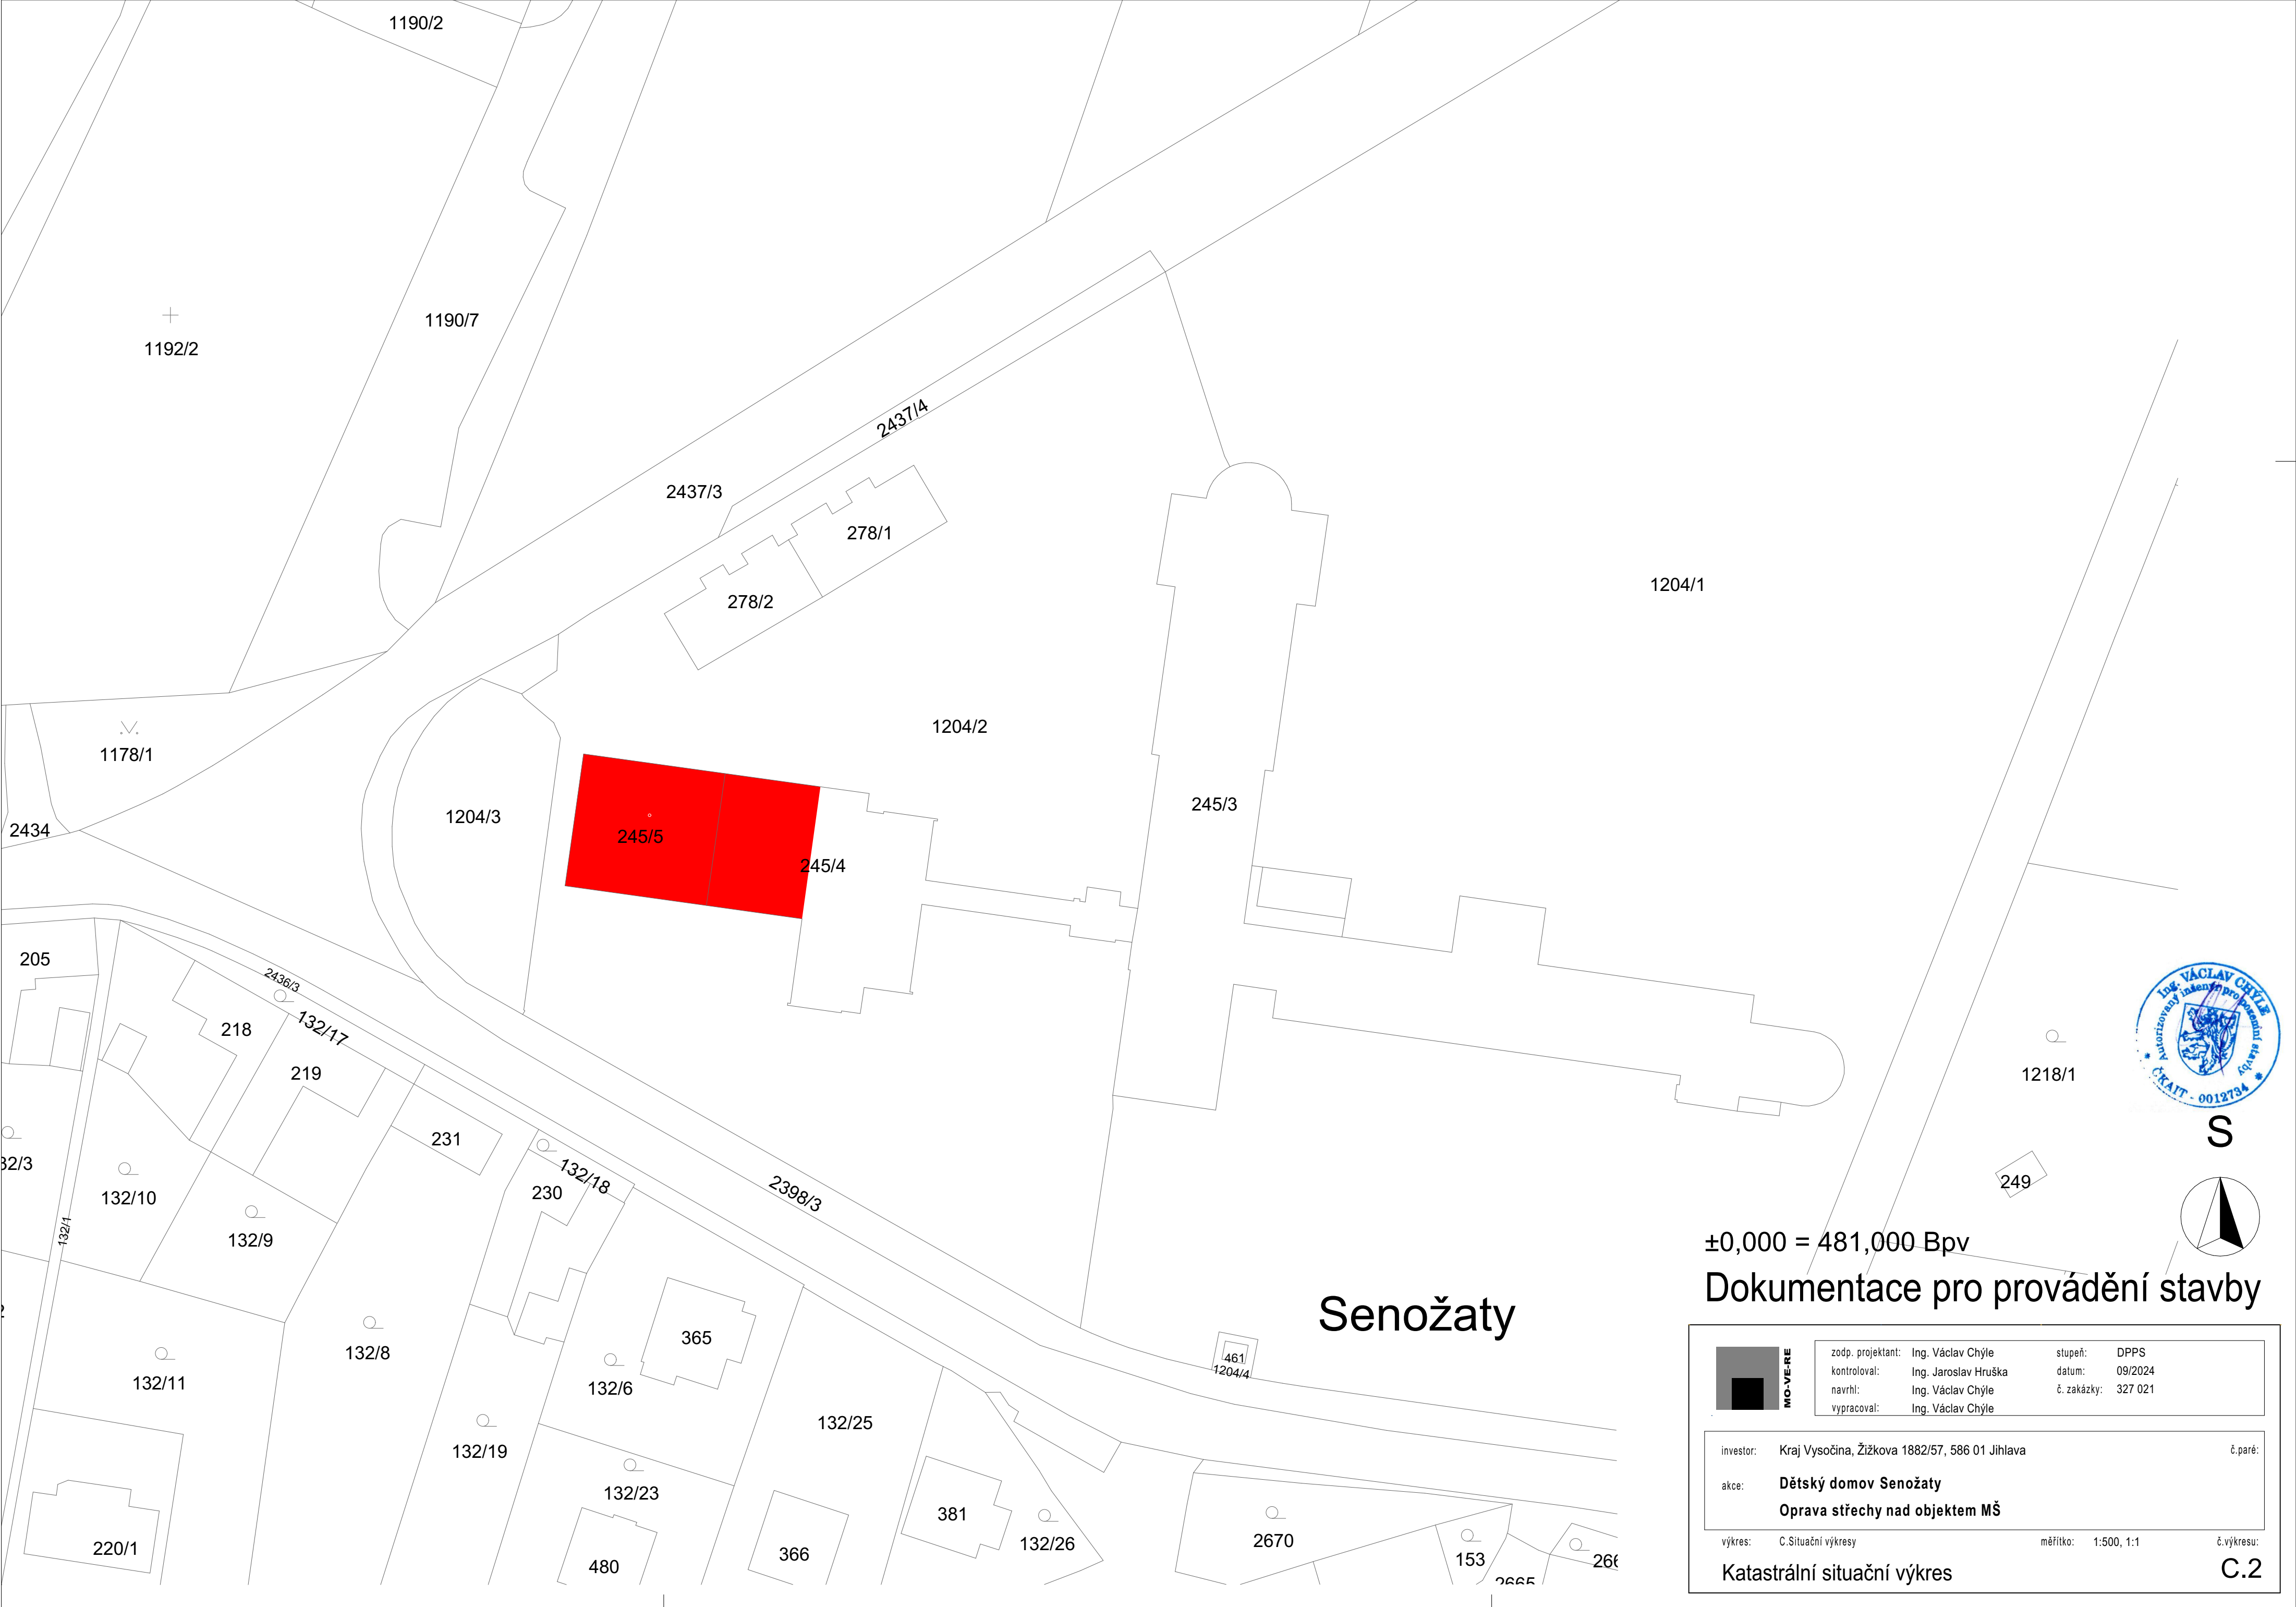 1190/2
1190/7
1192/2
2437/4
2437/3
278/1
278/2
1204/1
1204/2
1178/1
245/3
1204/3
2434
245/5
245/4
205
2436/3
218
132/17
219
231
132/10
132/18
230
132/9
132/1
2398/3
1218/1
249
132/8
365
461
1204/4
132/11
132/6
132/25
132/19
132/23
381
132/26
2670
220/1
480
366
153
2665
Senožaty
Ing. VÁCLAV CHÝLE
Autorizovaný inženýr pro pozemní stavby
* ČKAIT - 0012734 *
S
±0,000 = 481,000 Bpv
Dokumentace pro provádění stavby
MO-VE-RE
zodp. projektant: Ing. Václav Chýle stupeň: DPPS
kontroloval: Ing. Jaroslav Hruška datum: 09/2024
navrhl: Ing. Václav Chýle č. zakázky: 327 021
vypracoval: Ing. Václav Chýle
investor: Kraj Vysočina, Žižkova 1882/57, 586 01 Jihlava č.paré:
akce: Dětský domov Senožaty
Oprava střechy nad objektem MŠ
výkres: C.Situační výkresy měřítko: 1:500, 1:1 č.výkresu:
Katastrální situační výkres C.2